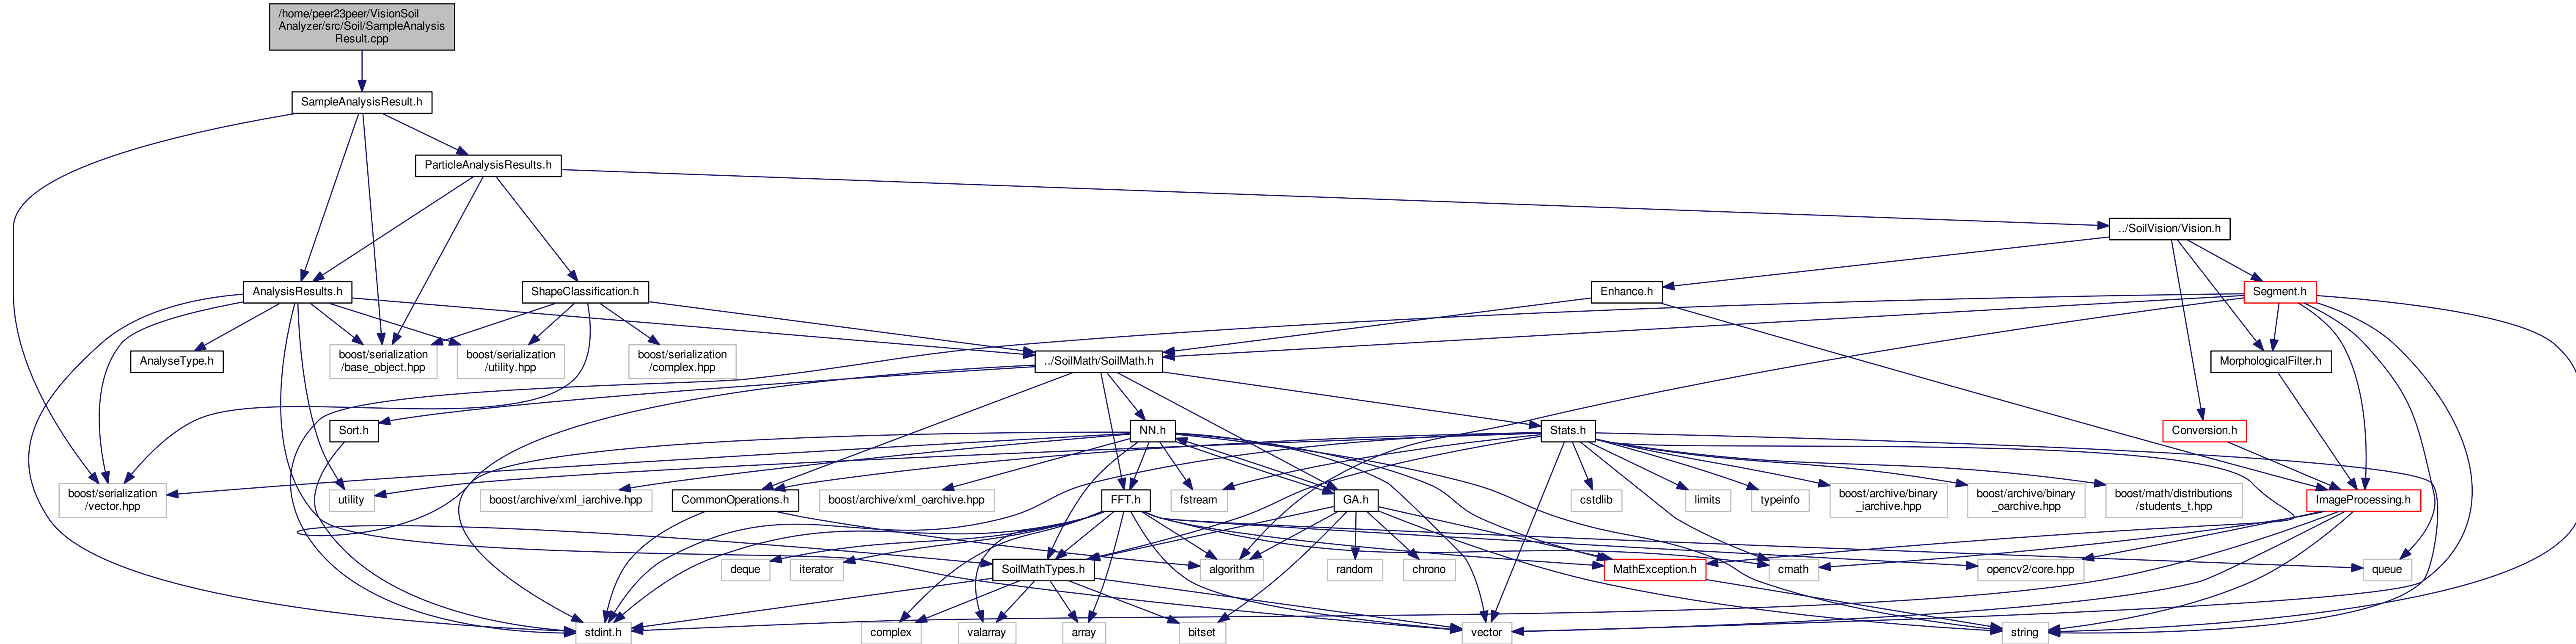 /home/peer23peer/VisionSoil
Analyzer/src/Soil/SampleAnalysis
Result.cpp
SampleAnalysisResult.h
ParticleAnalysisResults.h
../SoilVision/Vision.h
AnalysisResults.h
ShapeClassification.h
Enhance.h
Segment.h
AnalyseType.h
boost/serialization
/base_object.hpp
boost/serialization
/utility.hpp
boost/serialization
/complex.hpp
../SoilMath/SoilMath.h
MorphologicalFilter.h
Sort.h
NN.h
Stats.h
Conversion.h
boost/serialization
/vector.hpp
utility
boost/archive/xml_iarchive.hpp
CommonOperations.h
boost/archive/xml_oarchive.hpp
FFT.h
fstream
GA.h
cstdlib
limits
typeinfo
boost/archive/binary
_iarchive.hpp
boost/archive/binary
_oarchive.hpp
boost/math/distributions
/students_t.hpp
ImageProcessing.h
deque
iterator
SoilMathTypes.h
algorithm
random
chrono
MathException.h
cmath
opencv2/core.hpp
queue
stdint.h
complex
valarray
array
bitset
vector
string